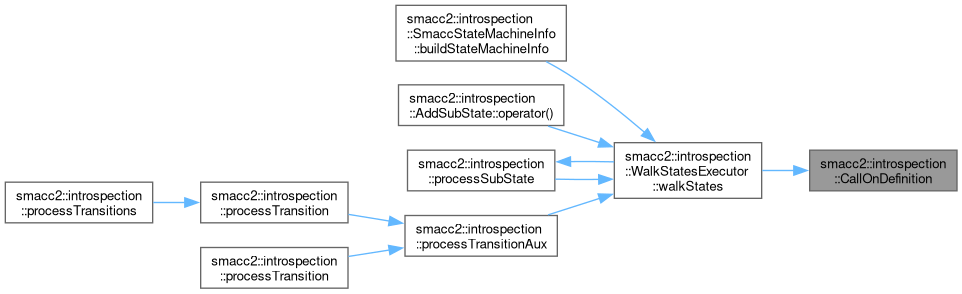 smacc2::introspection
::SmaccStateMachineInfo
::buildStateMachineInfo
smacc2::introspection
::AddSubState::operator()
smacc2::introspection
::processSubState
smacc2::introspection
::WalkStatesExecutor
::walkStates
smacc2::introspection
::CallOnDefinition
smacc2::introspection
::processTransitions
smacc2::introspection
::processTransition
smacc2::introspection
::processTransitionAux
smacc2::introspection
::processTransition